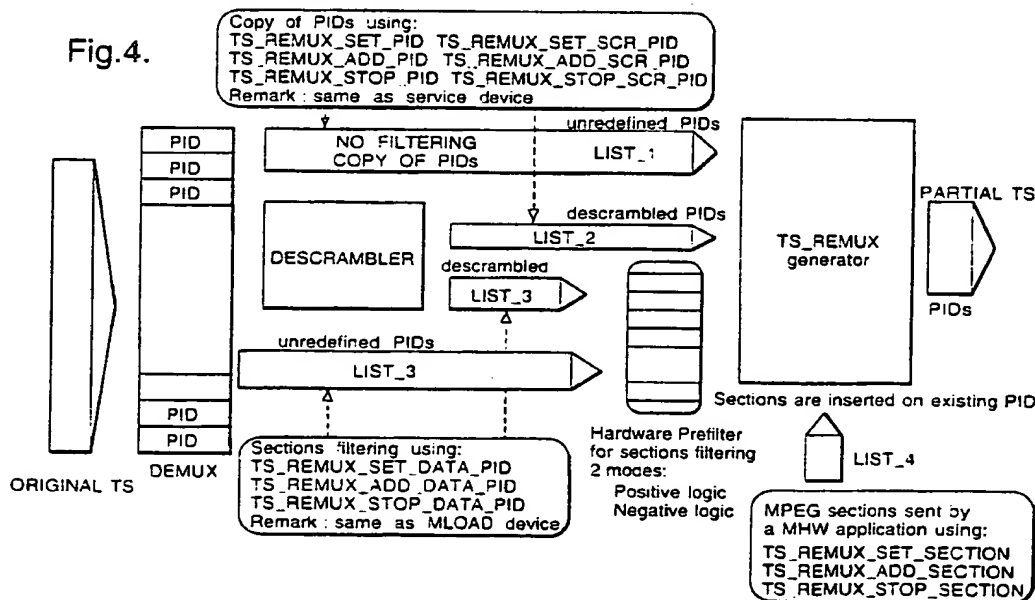 Fig.4.
Copy of PIDs using:
TS_REMUX_SET_PID TS_REMUX_SET_SCR_PID
TS_REMUX_ADD_PID TS_REMUX_ADD_SCR_PID
TS_REMUX_STOP_PID TS_REMUX_STOP_SCR_PID
Remark : same as service device
unredefined PIDs
NO FILTERING
COPY OF PIDs
LIST_1
PID
PID
PID
PID
PID
DEMUX
ORIGINAL TS
DESCRAMBLER
descrambled PIDs
LIST_2
descrambled
LIST_3
unredefined PIDs
LIST_3
TS_REMUX
generator
PARTIAL TS
PIDs
Sections are inserted on existing PID
Sections filtering using:
TS_REMUX_SET_DATA_PID
TS_REMUX_ADD_DATA_PID
TS_REMUX_STOP_DATA_PID
Remark : same as MLOAD device
Hardware Prefilter
for sections filtering
2 modes:
Positive logic
Negative logic
LIST_4
MPEG sections sent by
a MHW application using:
TS_REMUX_SET_SECTION
TS_REMUX_ADD_SECTION
TS_REMUX_STOP_SECTION